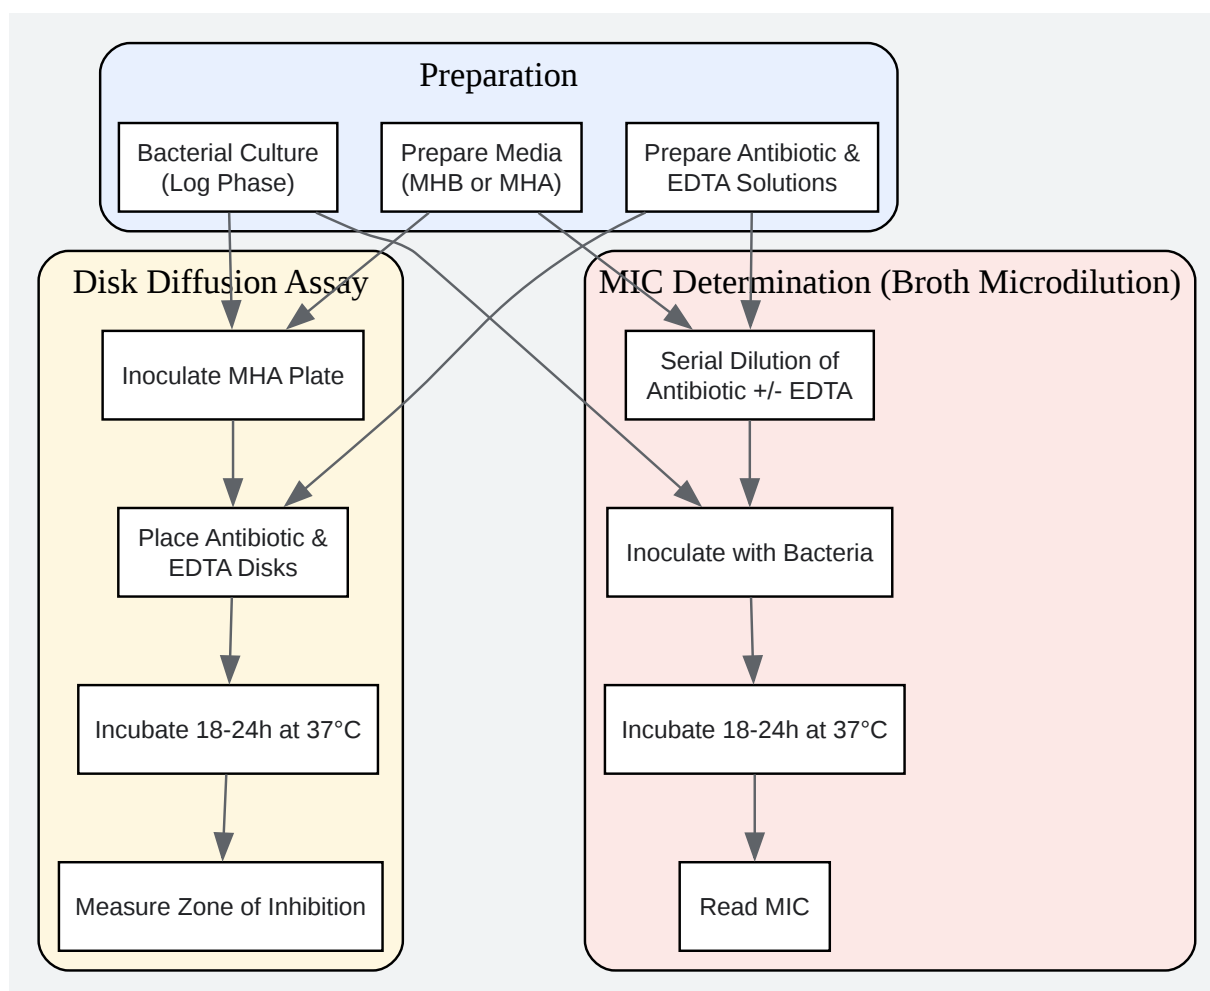 Preparation
Bacterial Culture
(Log Phase)
Prepare Media
(MHB or MHA)
Prepare Antibiotic &
EDTA Solutions
Disk Diffusion Assay
Inoculate MHA Plate
Place Antibiotic &
EDTA Disks
Incubate 18-24h at 37°C
Measure Zone of Inhibition
MIC Determination (Broth Microdilution)
Serial Dilution of
Antibiotic +/- EDTA
Inoculate with Bacteria
Incubate 18-24h at 37°C
Read MIC